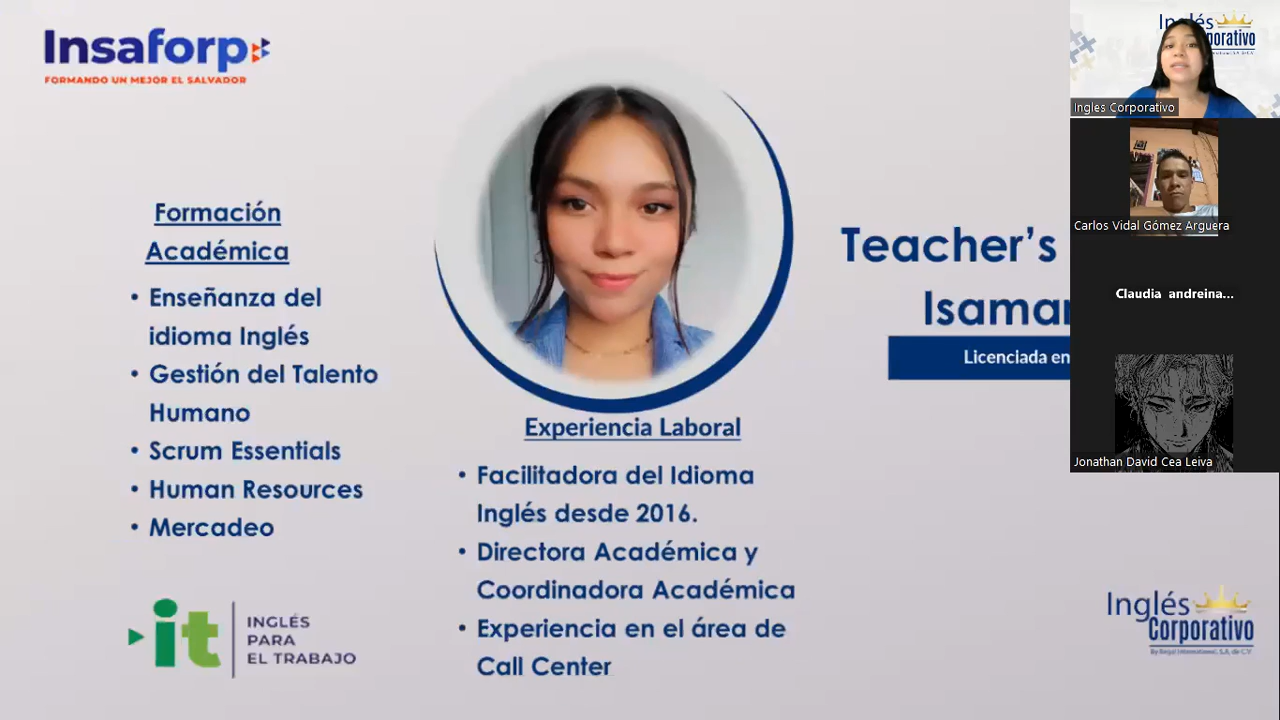 Insaforp
FORMANDO UN MEJOR EL SALVADOR
Formación
Académica
• Enseñanza del
idioma Inglés
• Gestión del Talento
Humano
• Scrum Essentials
• Human Resources
• Mercadeo
it
INGLÉS
PARA
EL TRABAJO
Experiencia Laboral
• Facilitadora del Idioma
Inglés desde 2016.
• Directora Académica y
Coordinadora Académica
• Experiencia en el área de
Call Center
Teacher's
Isamar
Licenciada en
Inglés
Corporativo
Ingles Corporativo
Carlos Vidal Gómez Arguera
Claudia andreina...
Jonathan David Cea Leiva
Inglés
Corporativo